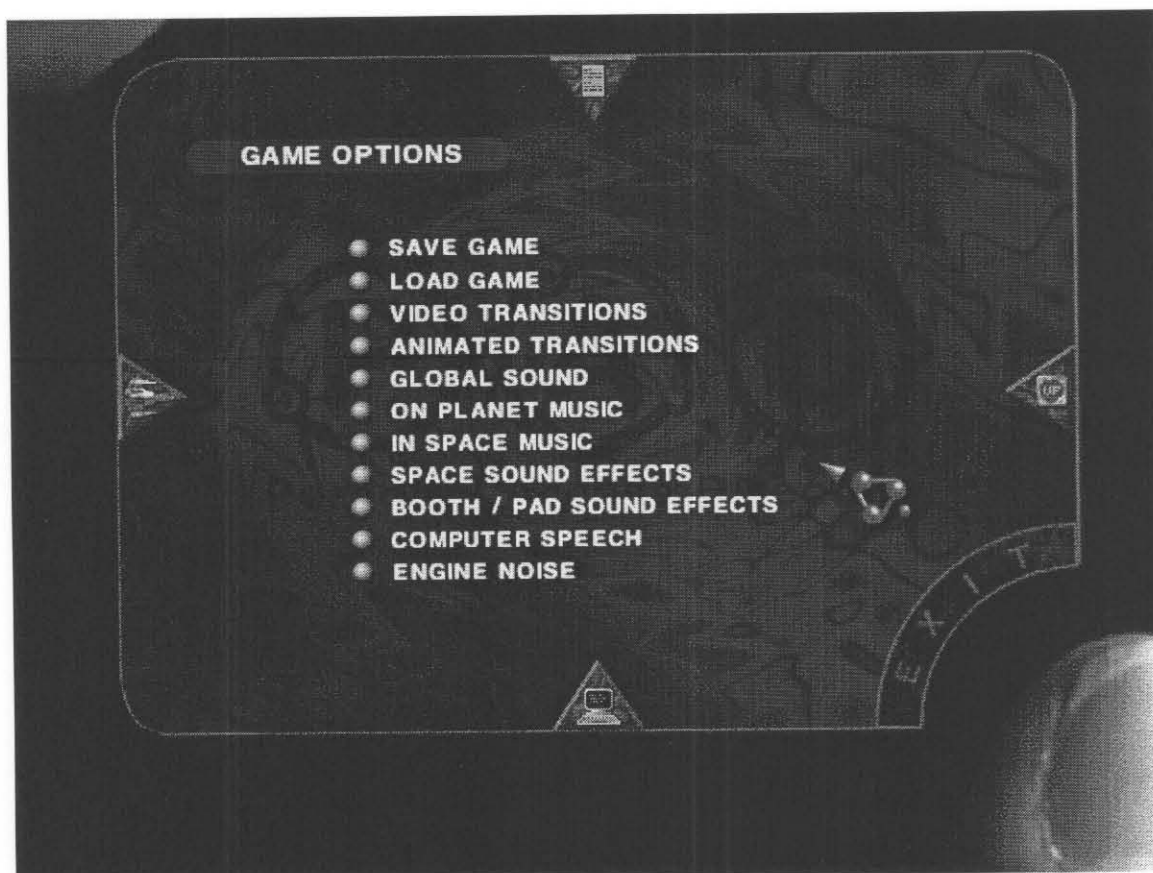 GAME OPTIONS
SAVE GAME
LOAD GAME
VIDEO TRANSITIONS
ANIMATED TRANSITIONS
GLOBAL SOUND
ON PLANET MUSIC
IN SPACE MUSIC
SPACE SOUND EFFECTS
BOOTH / PAD SOUND EFFECTS
COMPUTER SPEECH
ENGINE NOISE
UP
EXIT